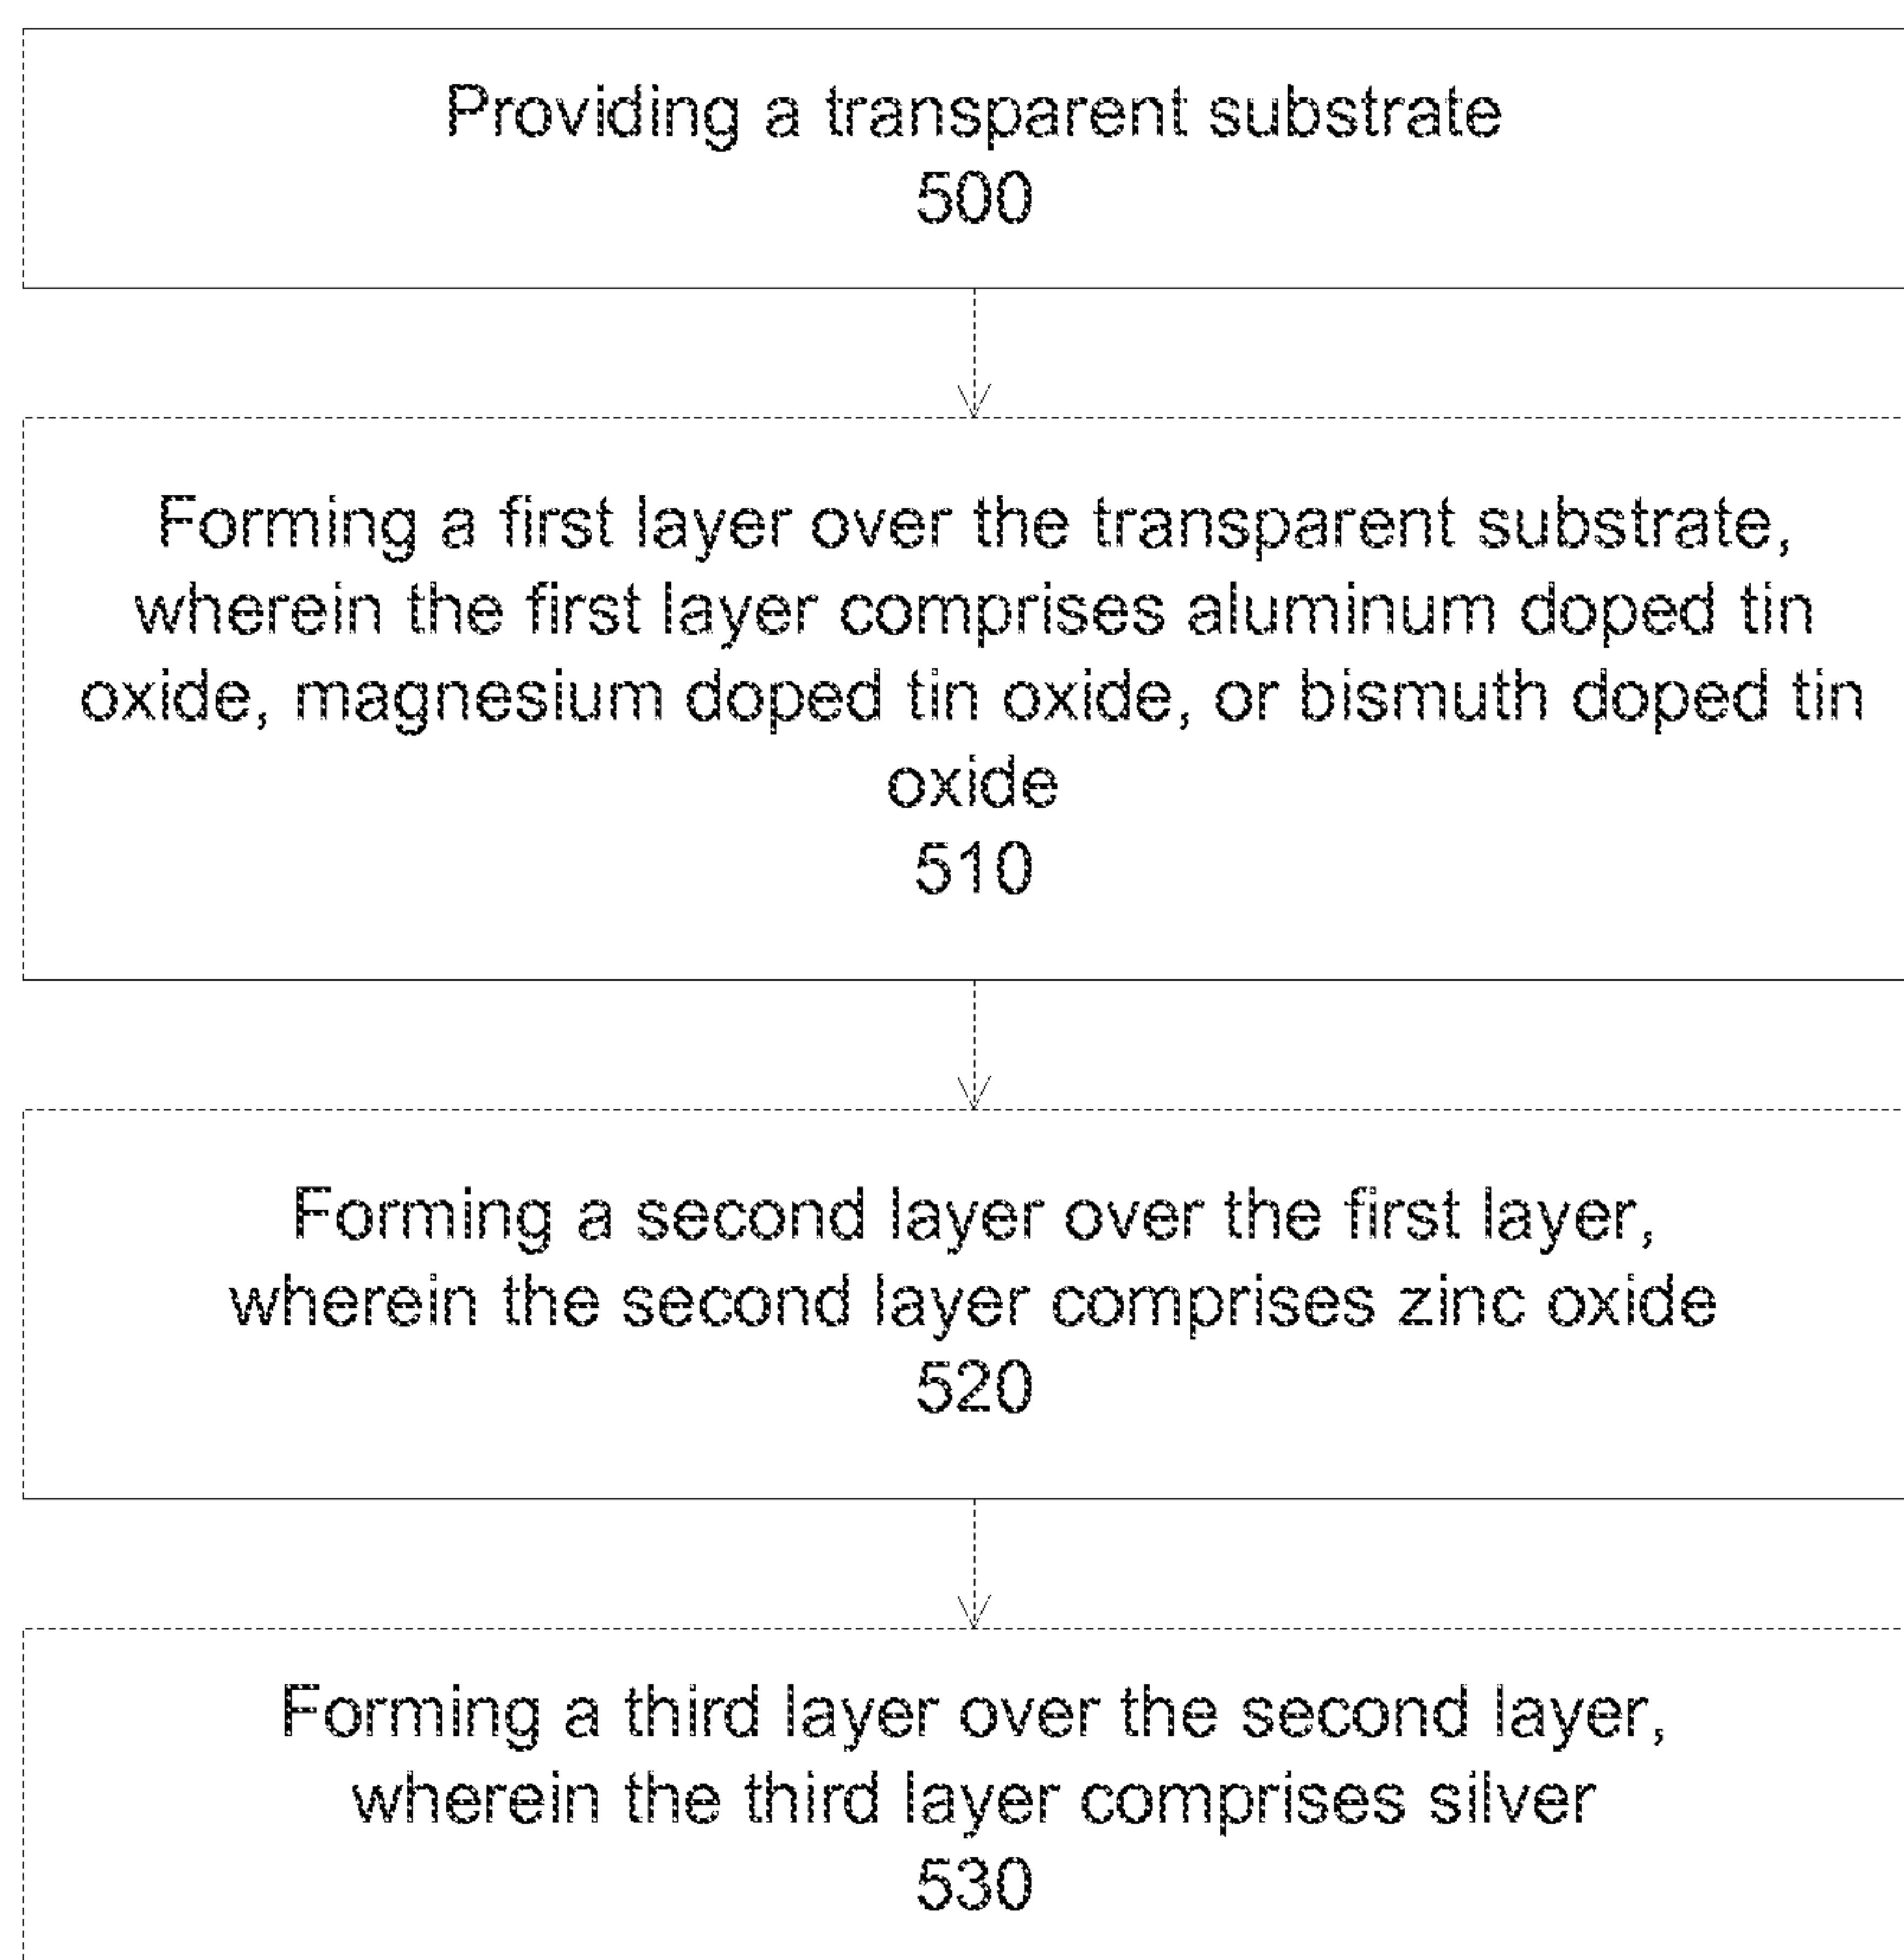 Providing a transparent substrate
500
Forming a first layer over the transparent substrate,
wherein the first layer comprises aluminum doped tin
oxide, magnesium doped tin oxide, or bismuth doped tin
oxide
510
Forming a second layer over the first layer,
wherein the second layer comprises zinc oxide
520
Forming a third layer over the second layer,
wherein the third layer comprises silver
530